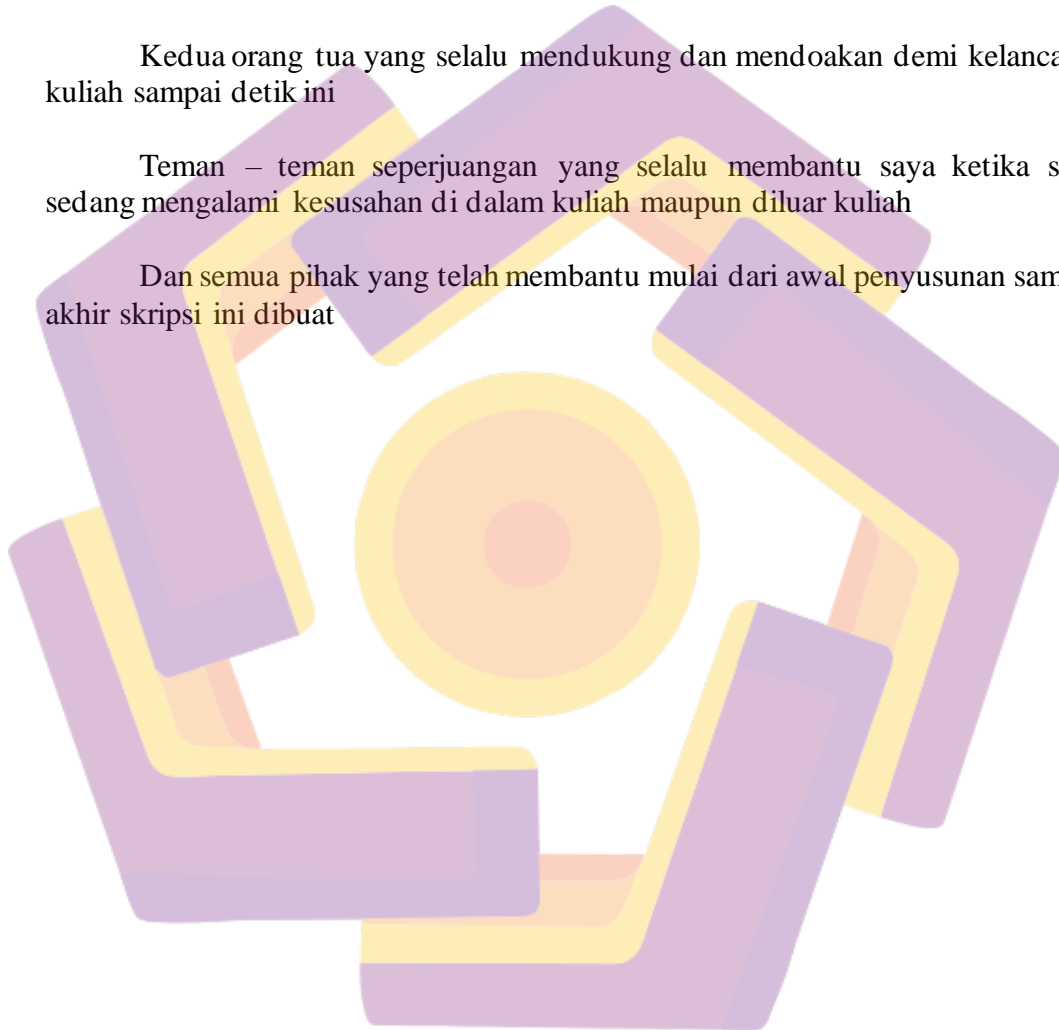 Kedua orang tua yang selalu mendukung dan mendoakan demi kelanca
kuliah sampai detik ini
Teman – teman seperjuangan yang selalu membantu saya ketika s
sedang mengalami kesusahan di dalam kuliah maupun diluar kuliah
Dan semua pihak yang telah membantu mulai dari awal penyusunan sam
akhir skripsi ini dibuat